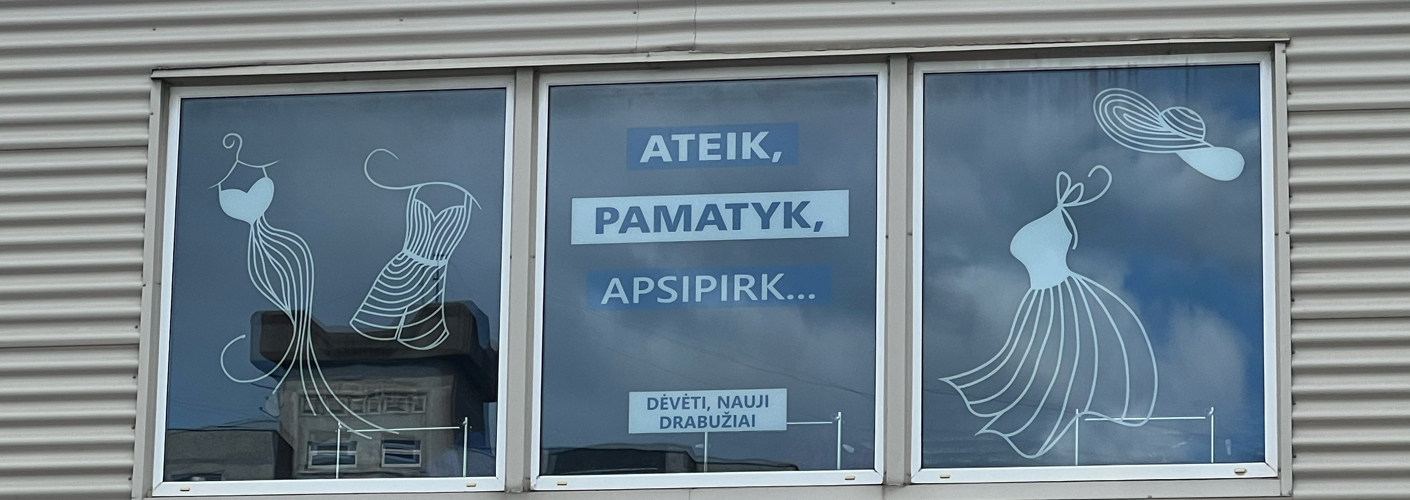 ATEIK,
PAMATYK,
APSIPIRK...
DĖVĖTI, NAUJI
DRABUŽIAI